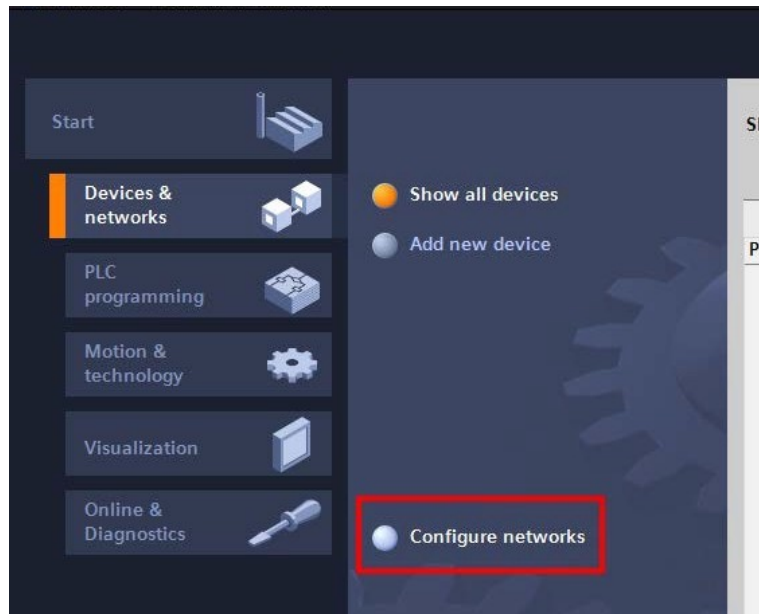 Start
Devices &
networks
PLC
programming
Motion &
technology
Visualization
Online &
Diagnostics
Show all devices
Add new device
Configure networks